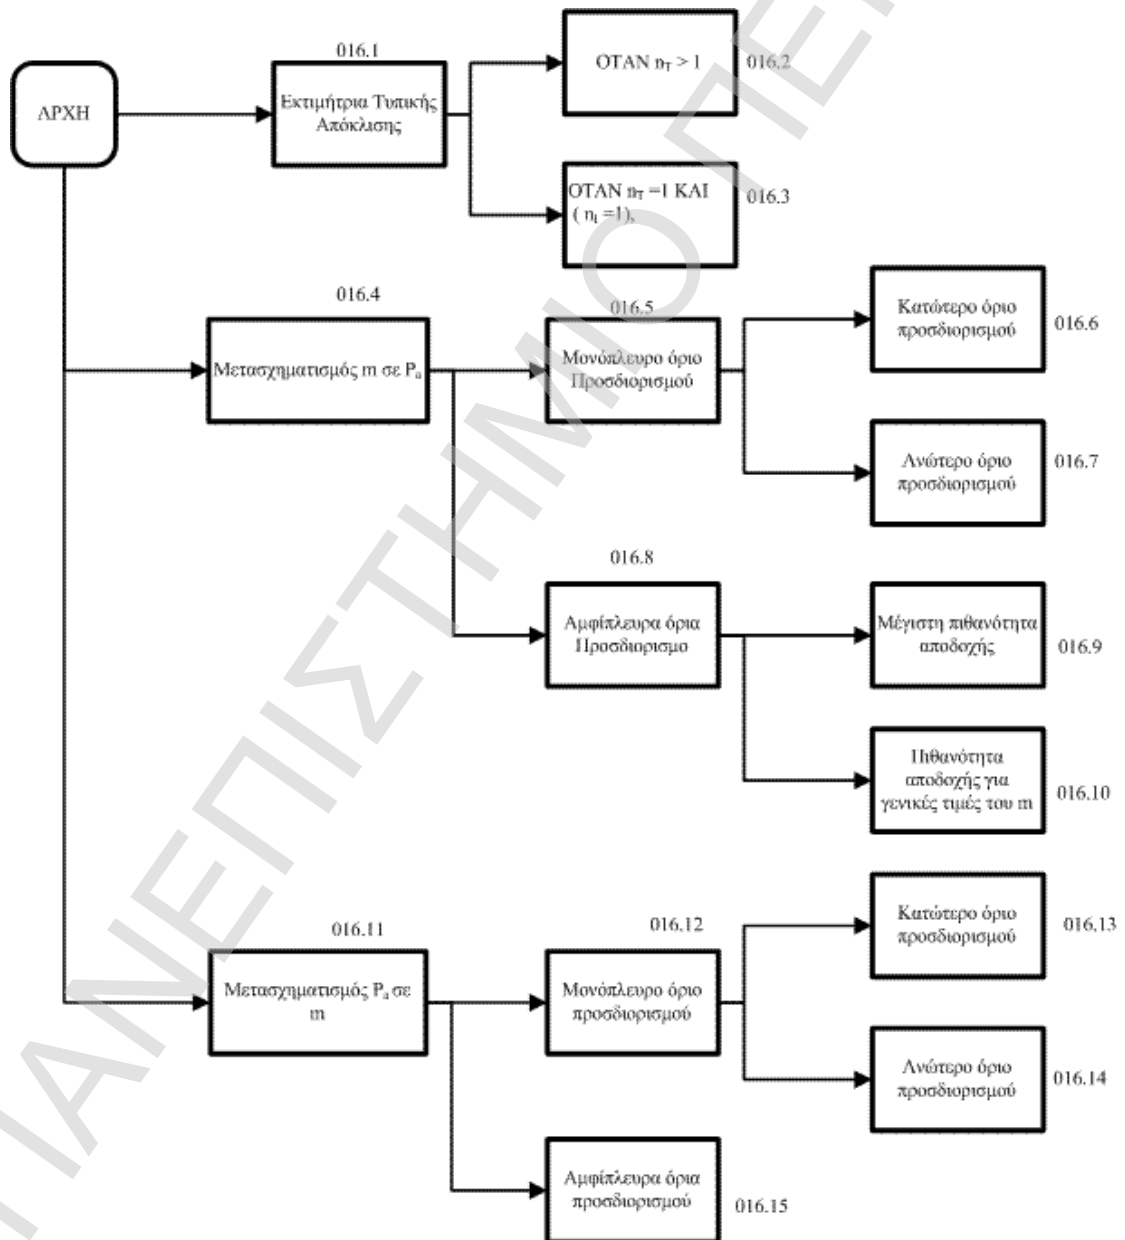 016.1
ΑΡΧΗ
Εκτιμήτρια Τυπικής
Απόκλισης
ΟΤΑΝ nT > 1
016.2
ΟΤΑΝ nT =1 ΚΑΙ
( nI =1),
016.3
016.4
Μετασχηματισμός m σε Pa
016.5
Μονόπλευρο όριο
Προσδιορισμού
Κατώτερο όριο
προσδιορισμού
016.6
Ανώτερο όριο
προσδιορισμού
016.7
016.8
Αμφίπλευρα όρια
Προσδιορισμο
Μέγιστη πιθανότητα
αποδοχής
016.9
Πιθανότητα
αποδοχής για
γενικές τιμές του m
016.10
016.11
Μετασχηματισμός Pa σε
m
016.12
Μονόπλευρο όριο
προσδιορισμού
Κατώτερο όριο
προσδιορισμού
016.13
Ανώτερο όριο
προσδιορισμού
016.14
Αμφίπλευρα όρια
προσδιορισμού
016.15
ΠΑΝΕΠΙΣΤΗΜΙΟ ΠΕ